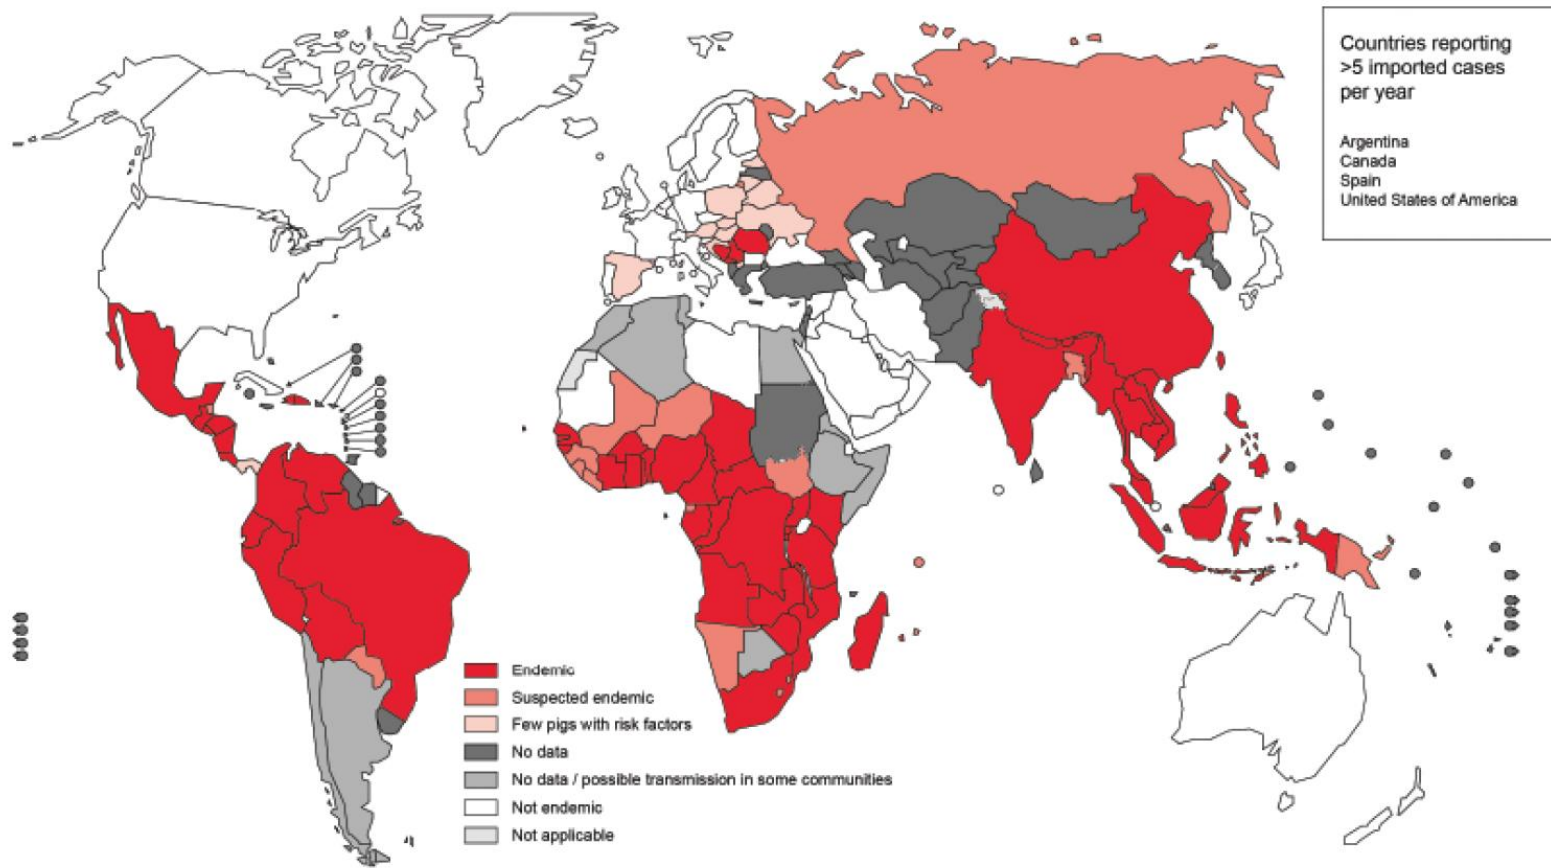 Countries reporting
>5 imported cases
per year
Argentina
Canada
Spain
United States of America
Endemic
Suspected endemic
Few pigs with risk factors
No data
No data / possible transmission in some communities
Not endemic
Not applicable